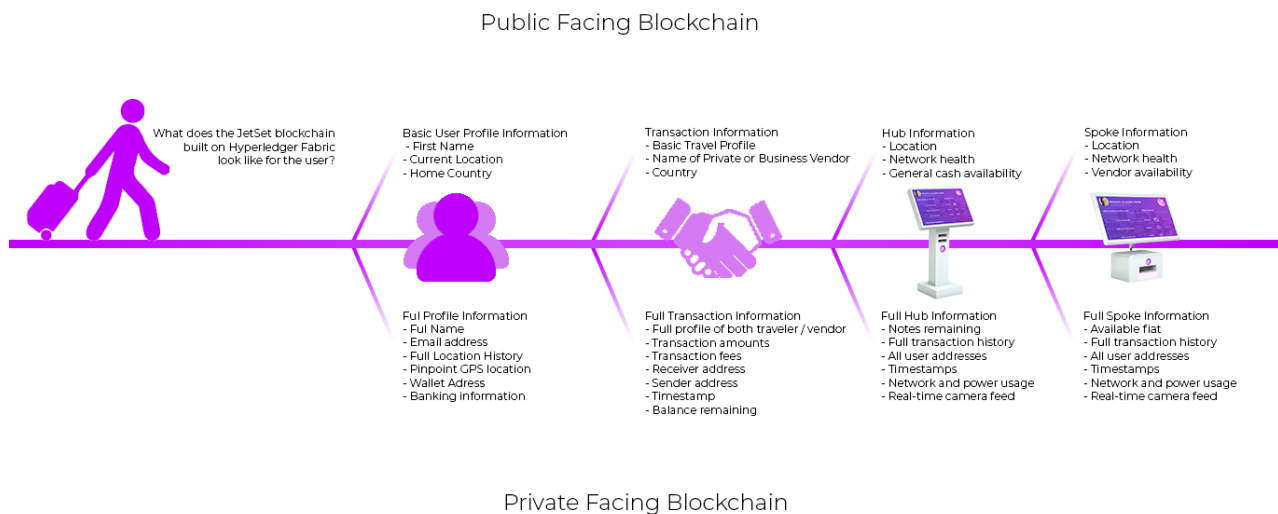 Public Facing Blockchain
What does the JetSet blockchain
built on Hyperledger Fabric
look like for the user?
Basic User Profile Information
- First Name
- Current Location
- Home Country
Transaction Information
- Basic Travel Profile
- Name of Private or Business Vendor
- Country
Hub Information
- Location
- Network health
- General cash availability
Spoke Information
- Location
- Network health
- Vendor availability
Ful Profile Information
- Ful Name
- Email address
- Full Location History
- Pinpoint GPS location
- Wallet Adress
- Banking information
Full Transaction Information
- Full profile of both traveler / vendor
- Transaction amounts
- Transaction fees
- Receiver address
- Sender address
- Timestamp
- Balance remaining
Full Hub Information
- Notes remaining
- Full transaction history
- All user addresses
- Timestamps
- Network and power usage
- Real-time camera feed
Full Spoke Information
- Available fiat
- Full transaction history
- All user addresses
- Timestamps
- Network and power usage
- Real-time camera feed
Private Facing Blockchain